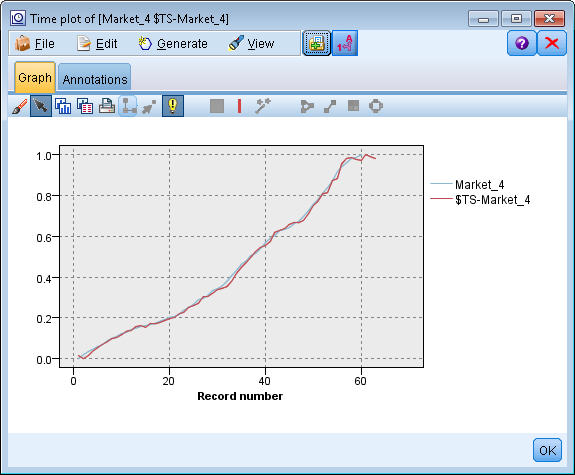 Time plot of [Market_4 $TS-Market_4]
File Edit Generate View
Graph Annotations
1.0
0.8
0.6
0.4
0.2
0.0
Market_4
$TS-Market_4
0 20 40 60
Record number
OK